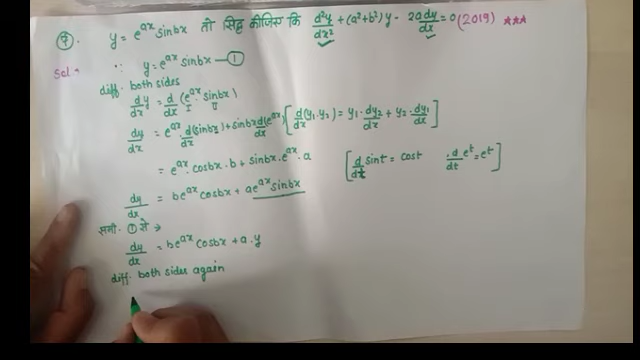 ④. y = e^{ax} sinbx तो सिद्ध कीजिए कि d²y/dx² + (a²+b²)y - 2a dy/dx = 0 (2019) ***
Sol. ∵ y = e^{ax} sinbx —①
diff. both sides
d/dx y = d/dx (e^{ax} · sinbx)
I II
dy/dx = e^{ax} · d/dx (sinbx) + sinbx d/dx (e^{ax}) [d/dx (y₁·y₂) = y₁·dy₂/dx + y₂·dy₁/dx]
= e^{ax} · cosbx · b + sinbx · e^{ax} · a [d/dt sint = cost d/dt e^t = e^t]
dy/dx = be^{ax} cosbx + a e^{ax} sinbx
समी. ① से →
dy/dx = be^{ax} cosbx + a · y
diff. both sides again